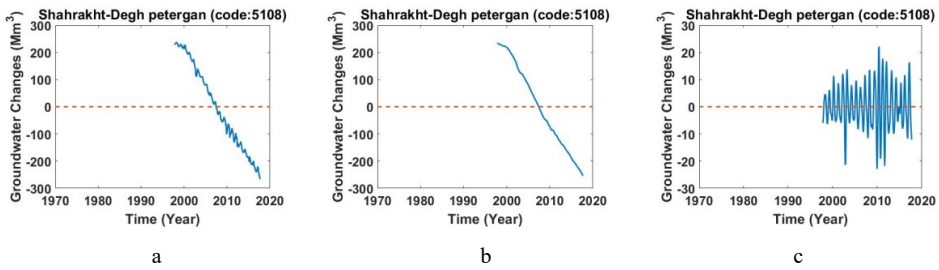 Shahrakht-Degh petergan (code:5108)
Groundwater Changes (Mm³)
300
200
100
0
-100
-200
-300
1970 1980 1990 2000 2010 2020
Time (Year)
a
Shahrakht-Degh petergan (code:5108)
Groundwater Changes (Mm³)
300
200
100
0
-100
-200
-300
1970 1980 1990 2000 2010 2020
Time (Year)
b
Shahrakht-Degh petergan (code:5108)
Groundwater Changes (Mm³)
30
20
10
0
-10
-20
-30
1970 1980 1990 2000 2010 2020
Time (Year)
c